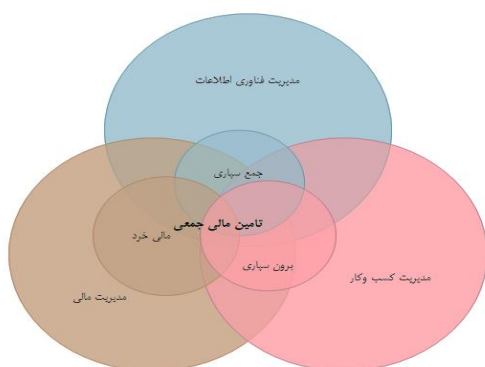 مدیریت فناوری اطلاعات
جمع سپاری
تامین مالی جمعی
مالی خرد
برون سپاری
مدیریت کسب وکار
مدیریت مالی